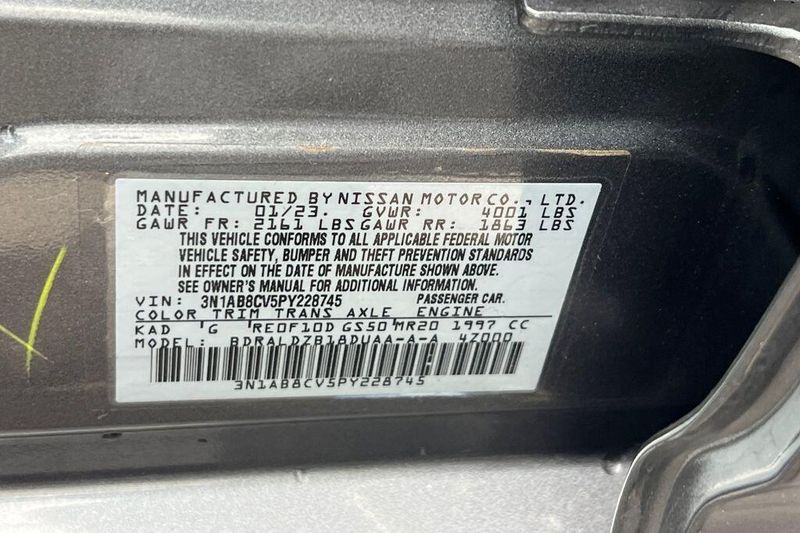 MANUFACTURED BY NISSAN MOTOR CO., LTD.
DATE: 01/23. GVWR: 4001 LBS
GAWR FR: 2161 LBS GAWR RR: 1863 LBS
THIS VEHICLE CONFORMS TO ALL APPLICABLE FEDERAL MOTOR
VEHICLE SAFETY, BUMPER AND THEFT PREVENTION STANDARDS
IN EFFECT ON THE DATE OF MANUFACTURE SHOWN ABOVE.
SEE OWNER'S MANUAL FOR ADDITIONAL INFORMATION.
VIN: 3N1AB8CV5PY228745 PASSENGER CAR.
COLOR TRIM TRANS AXLE ENGINE
KAD 'G RE0F10D GS50 MR20 1997 CC
MODEL: BDRALDZB18DUAA-A-A 4Z000
3N1AB8CV5PY228745